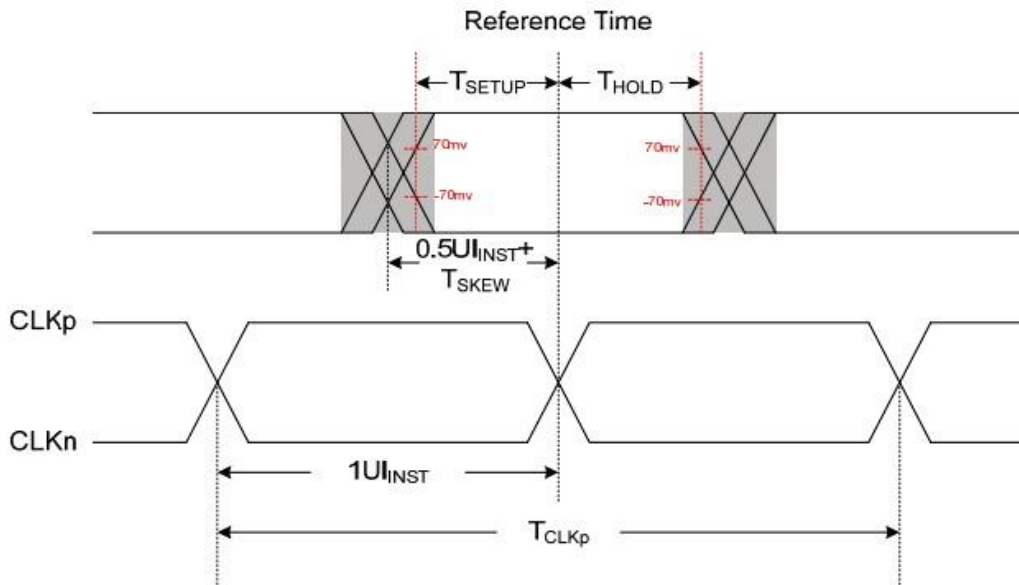 Reference Time
TSETUP
THOLD
70mv
70mv
-70mv
-70mv
0.5UIINST+
TSKEW
CLKp
CLKn
1UIINST
TCLKp